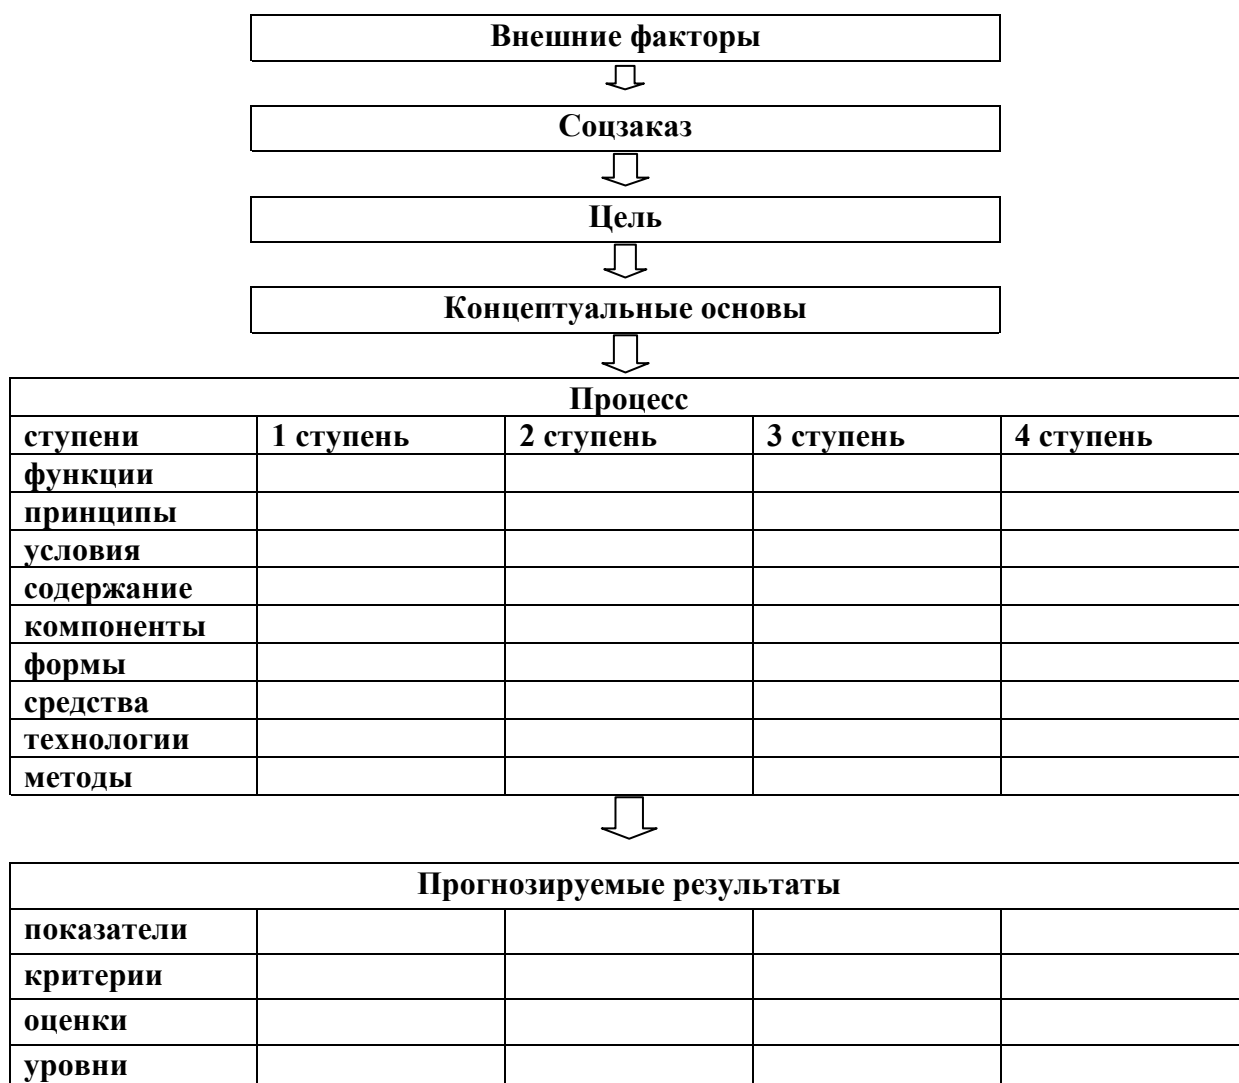 Внешние факторы
Соцзаказ
Цель
Концептуальные основы
Процесс
ступени 1 ступень 2 ступень 3 ступень 4 ступень
функции
принципы
условия
содержание
компоненты
формы
средства
технологии
методы
Прогнозируемые результаты
показатели
критерии
оценки
уровни